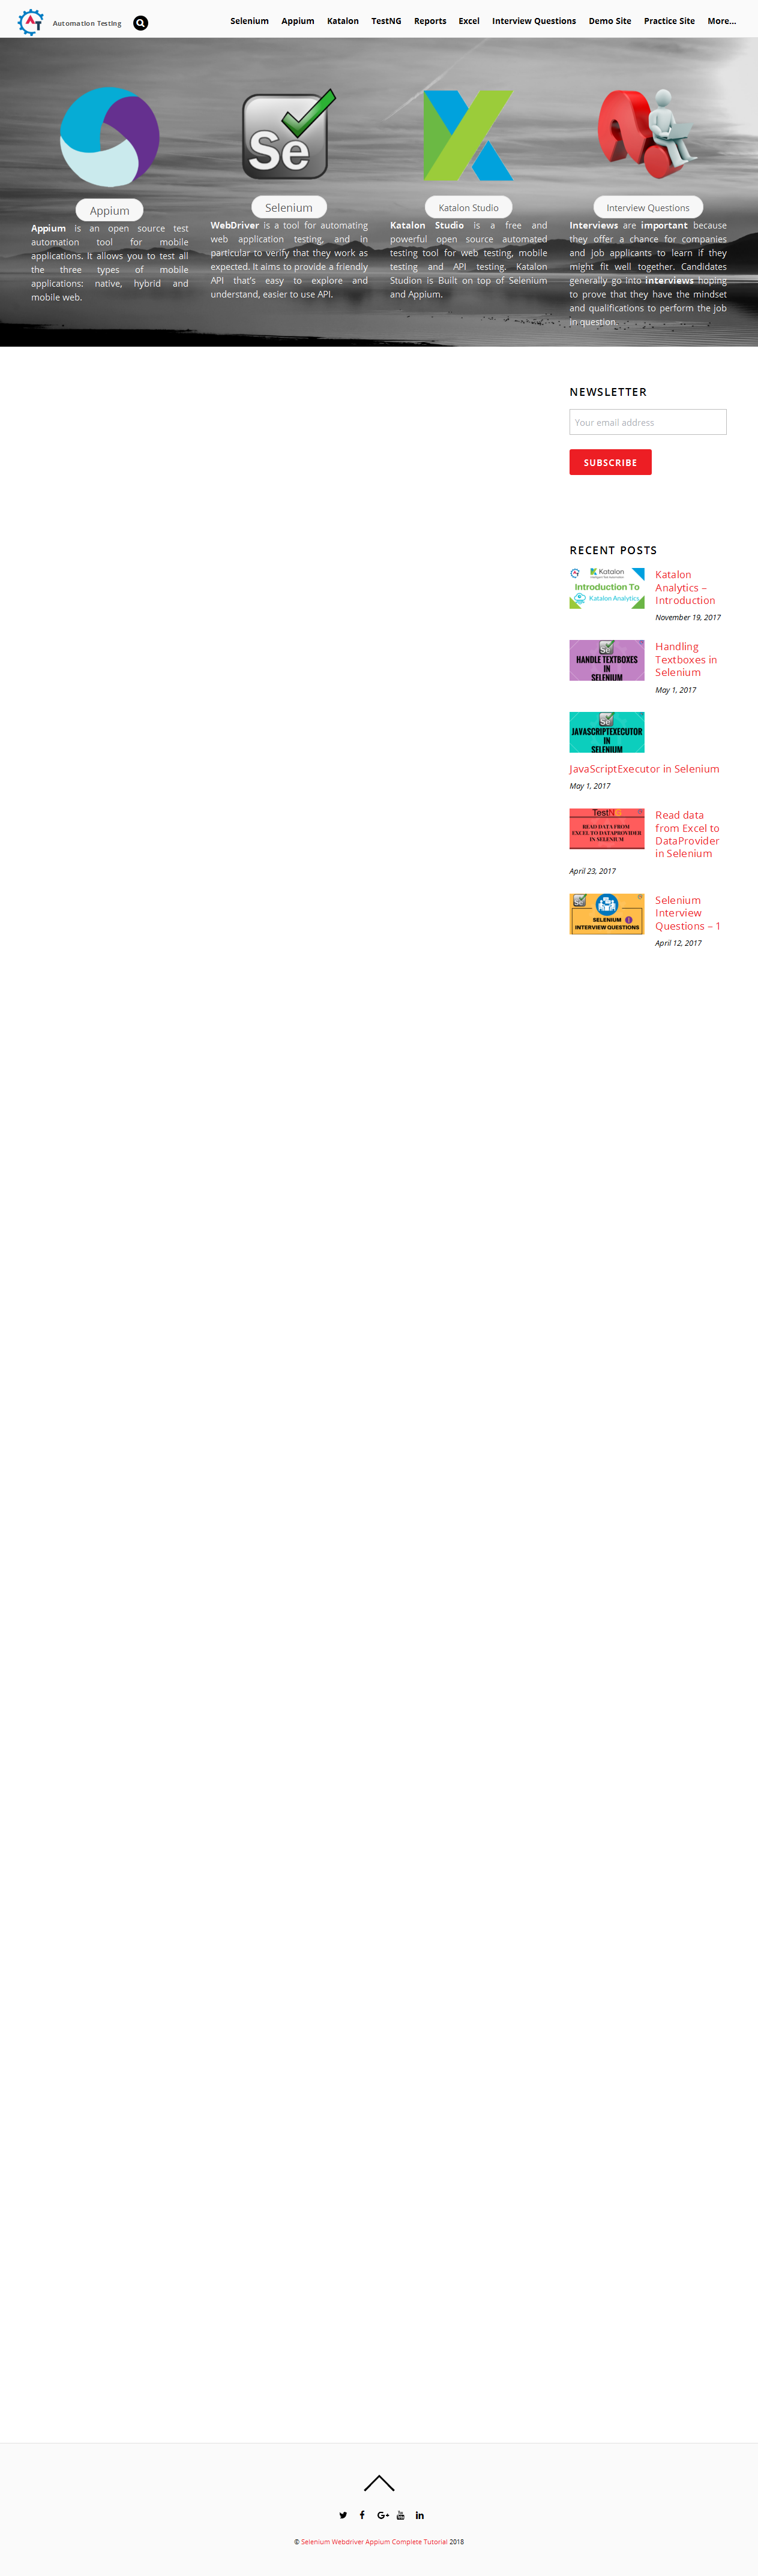 AT
Automation Testing
Selenium Appium Katalon TestNG Reports Excel Interview Questions Demo Site Practice Site More...
Appium
Appium is an open source test
automation tool for mobile
applications. It allows you to test all
the three types of mobile
applications: native, hybrid and
mobile web.
Se
Selenium
WebDriver is a tool for automating
web application testing, and in
particular to verify that they work as
expected. It aims to provide a friendly
API that's easy to explore and
understand, easier to use API.
Katalon Studio
Katalon Studio is a free and
powerful open source automated
testing tool for web testing, mobile
testing and API testing. Katalon
Studion is Built on top of Selenium
and Appium.
Interview Questions
Interviews are important because
they offer a chance for companies
and job applicants to learn if they
might fit well together. Candidates
generally go into interviews hoping
to prove that they have the mindset
and qualifications to perform the job
in question.
NEWSLETTER
Your email address
SUBSCRIBE
RECENT POSTS
Katalon
Introduction To
Katalon Analytics
Katalon
Analytics –
Introduction
November 19, 2017
Se
HANDLE TEXTBOXES
IN
SELENIUM
Handling
Textboxes in
Selenium
May 1, 2017
Se
JAVASCRIPTEXECUTOR
IN
SELENIUM
JavaScriptExecutor in Selenium
May 1, 2017
TestNG
READ DATA FROM
EXCEL TO DATAPROVIDER
IN SELENIUM
Read data
from Excel to
DataProvider
in Selenium
April 23, 2017
Se
SELENIUM 1
INTERVIEW QUESTIONS
Selenium
Interview
Questions – 1
April 12, 2017
© Selenium Webdriver Appium Complete Tutorial 2018